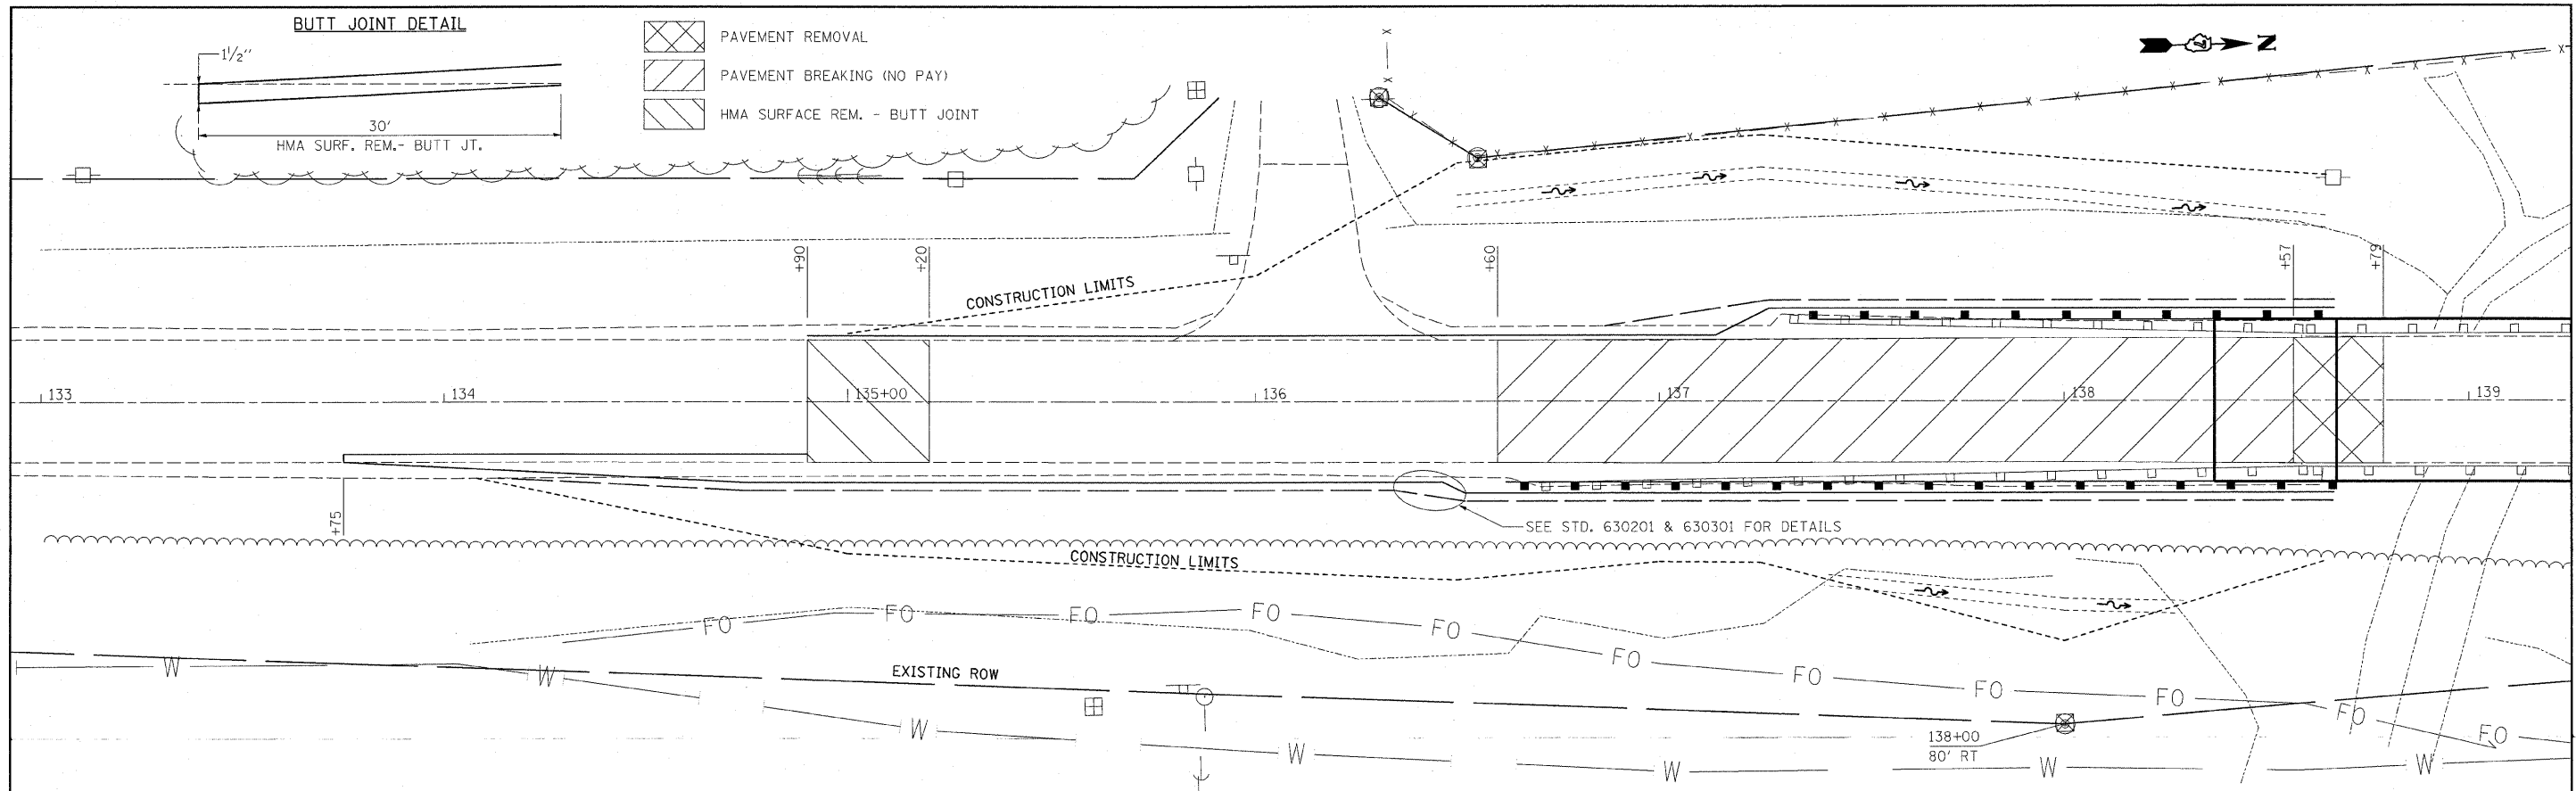 BUTT JOINT DETAIL
1 1/2"
30'
HMA SURF. REM.- BUTT JT.
PAVEMENT REMOVAL
PAVEMENT BREAKING (NO PAY)
HMA SURFACE REM. - BUTT JOINT
N
X X X X X X X X X X X X X X X X X X X X X X X X
+90
+20
+60
+57
+79
CONSTRUCTION LIMITS
133
134
135+00
136
137
138
139
+75
SEE STD. 630201 & 630301 FOR DETAILS
CONSTRUCTION LIMITS
FO FO FO FO FO FO FO FO FO FO FO
EXISTING ROW
W W W W W W W
138+00
80' RT